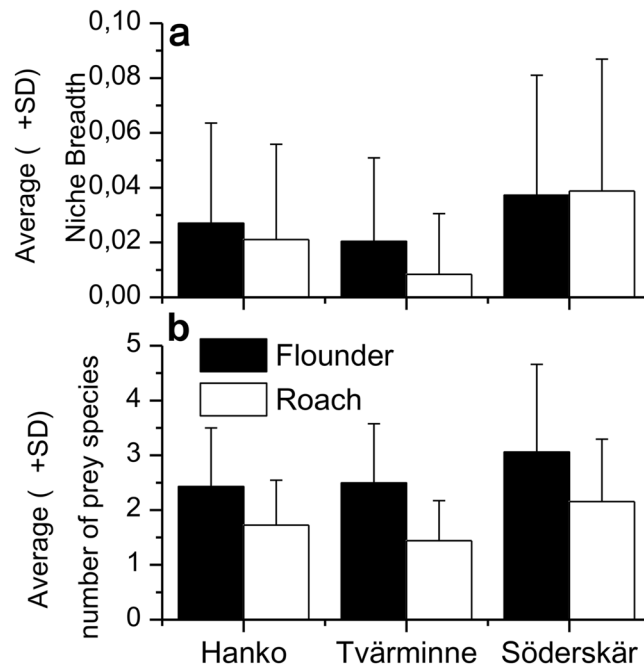 a
Average ( +SD)
Niche Breadth
0,10
0,08
0,06
0,04
0,02
0,00
b
Average ( +SD)
number of prey species
5
4
3
2
1
0
Flounder
Roach
Hanko Tvärminne Söderskär